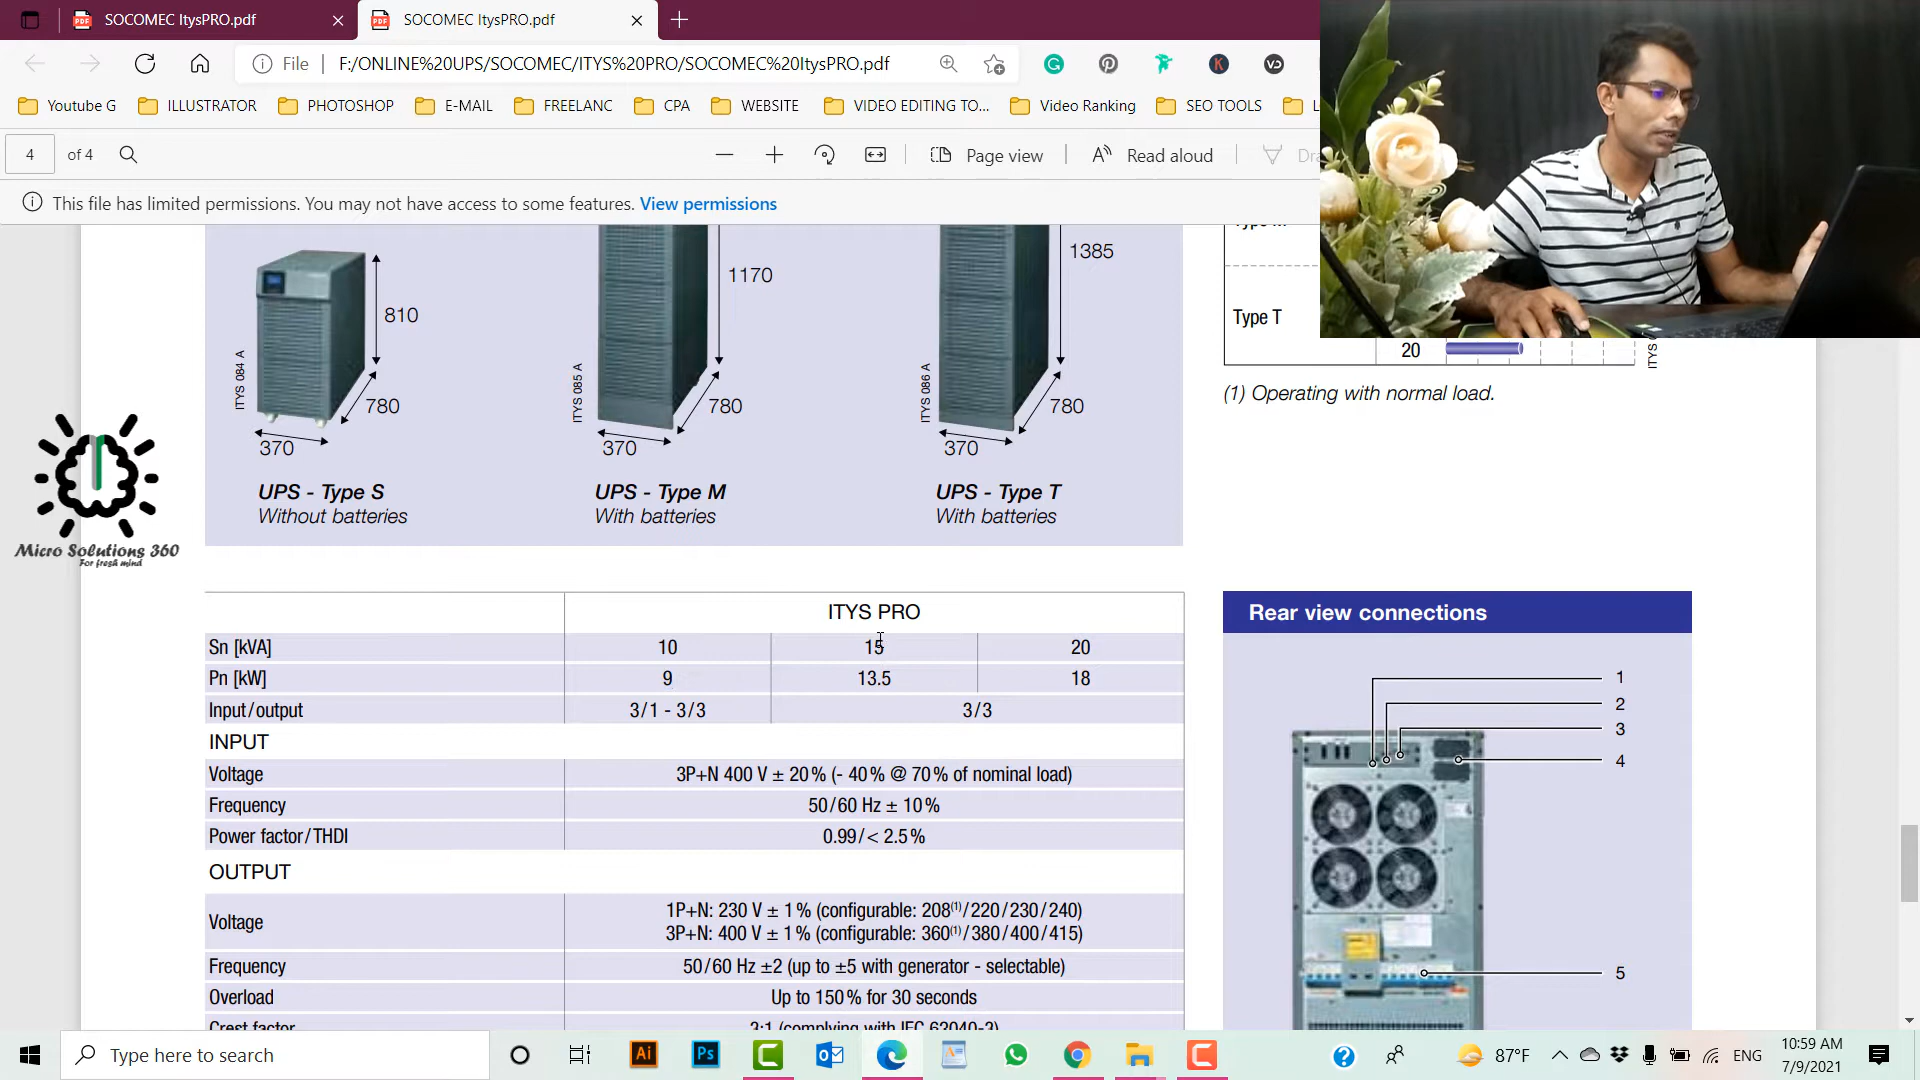 SOCOMEC ItysPRO.pdf
SOCOMEC ItysPRO.pdf
File
F:/ONLINE%20UPS/SOCOMEC/ITYS%20PRO/SOCOMEC%20ItysPRO.pdf
Youtube G
ILLUSTRATOR
PHOTOSHOP
E-MAIL
FREELANC
CPA
WEBSITE
VIDEO EDITING TO...
Video Ranking
SEO TOOLS
4 of 4
Page view
Read aloud
This file has limited permissions. You may not have access to some features. View permissions
810
780
370
ITYS 084 A
UPS - Type S
Without batteries
1170
780
370
ITYS 085 A
UPS - Type M
With batteries
1385
780
370
ITYS 086 A
UPS - Type T
With batteries
Type T
20
ITYS
(1) Operating with normal load.
Micro Solutions 360
For fresh mind
ITYS PRO
Sn [kVA] 10 15 20
Pn [kW] 9 13.5 18
Input/output 3/1 - 3/3 3/3
INPUT
Voltage 3P+N 400 V ± 20% (- 40% @ 70% of nominal load)
Frequency 50/60 Hz ± 10%
Power factor/THDI 0.99/< 2.5%
OUTPUT
Voltage
1P+N: 230 V ± 1% (configurable: 208(1)/220/230/240)
3P+N: 400 V ± 1% (configurable: 360(1)/380/400/415)
Frequency 50/60 Hz ±2 (up to ±5 with generator - selectable)
Overload Up to 150% for 30 seconds
Crest factor 3:1 (complying with IEC 62040-3)
Rear view connections
1
2
3
4
5
Type here to search
87°F
ENG
10:59 AM
7/9/2021